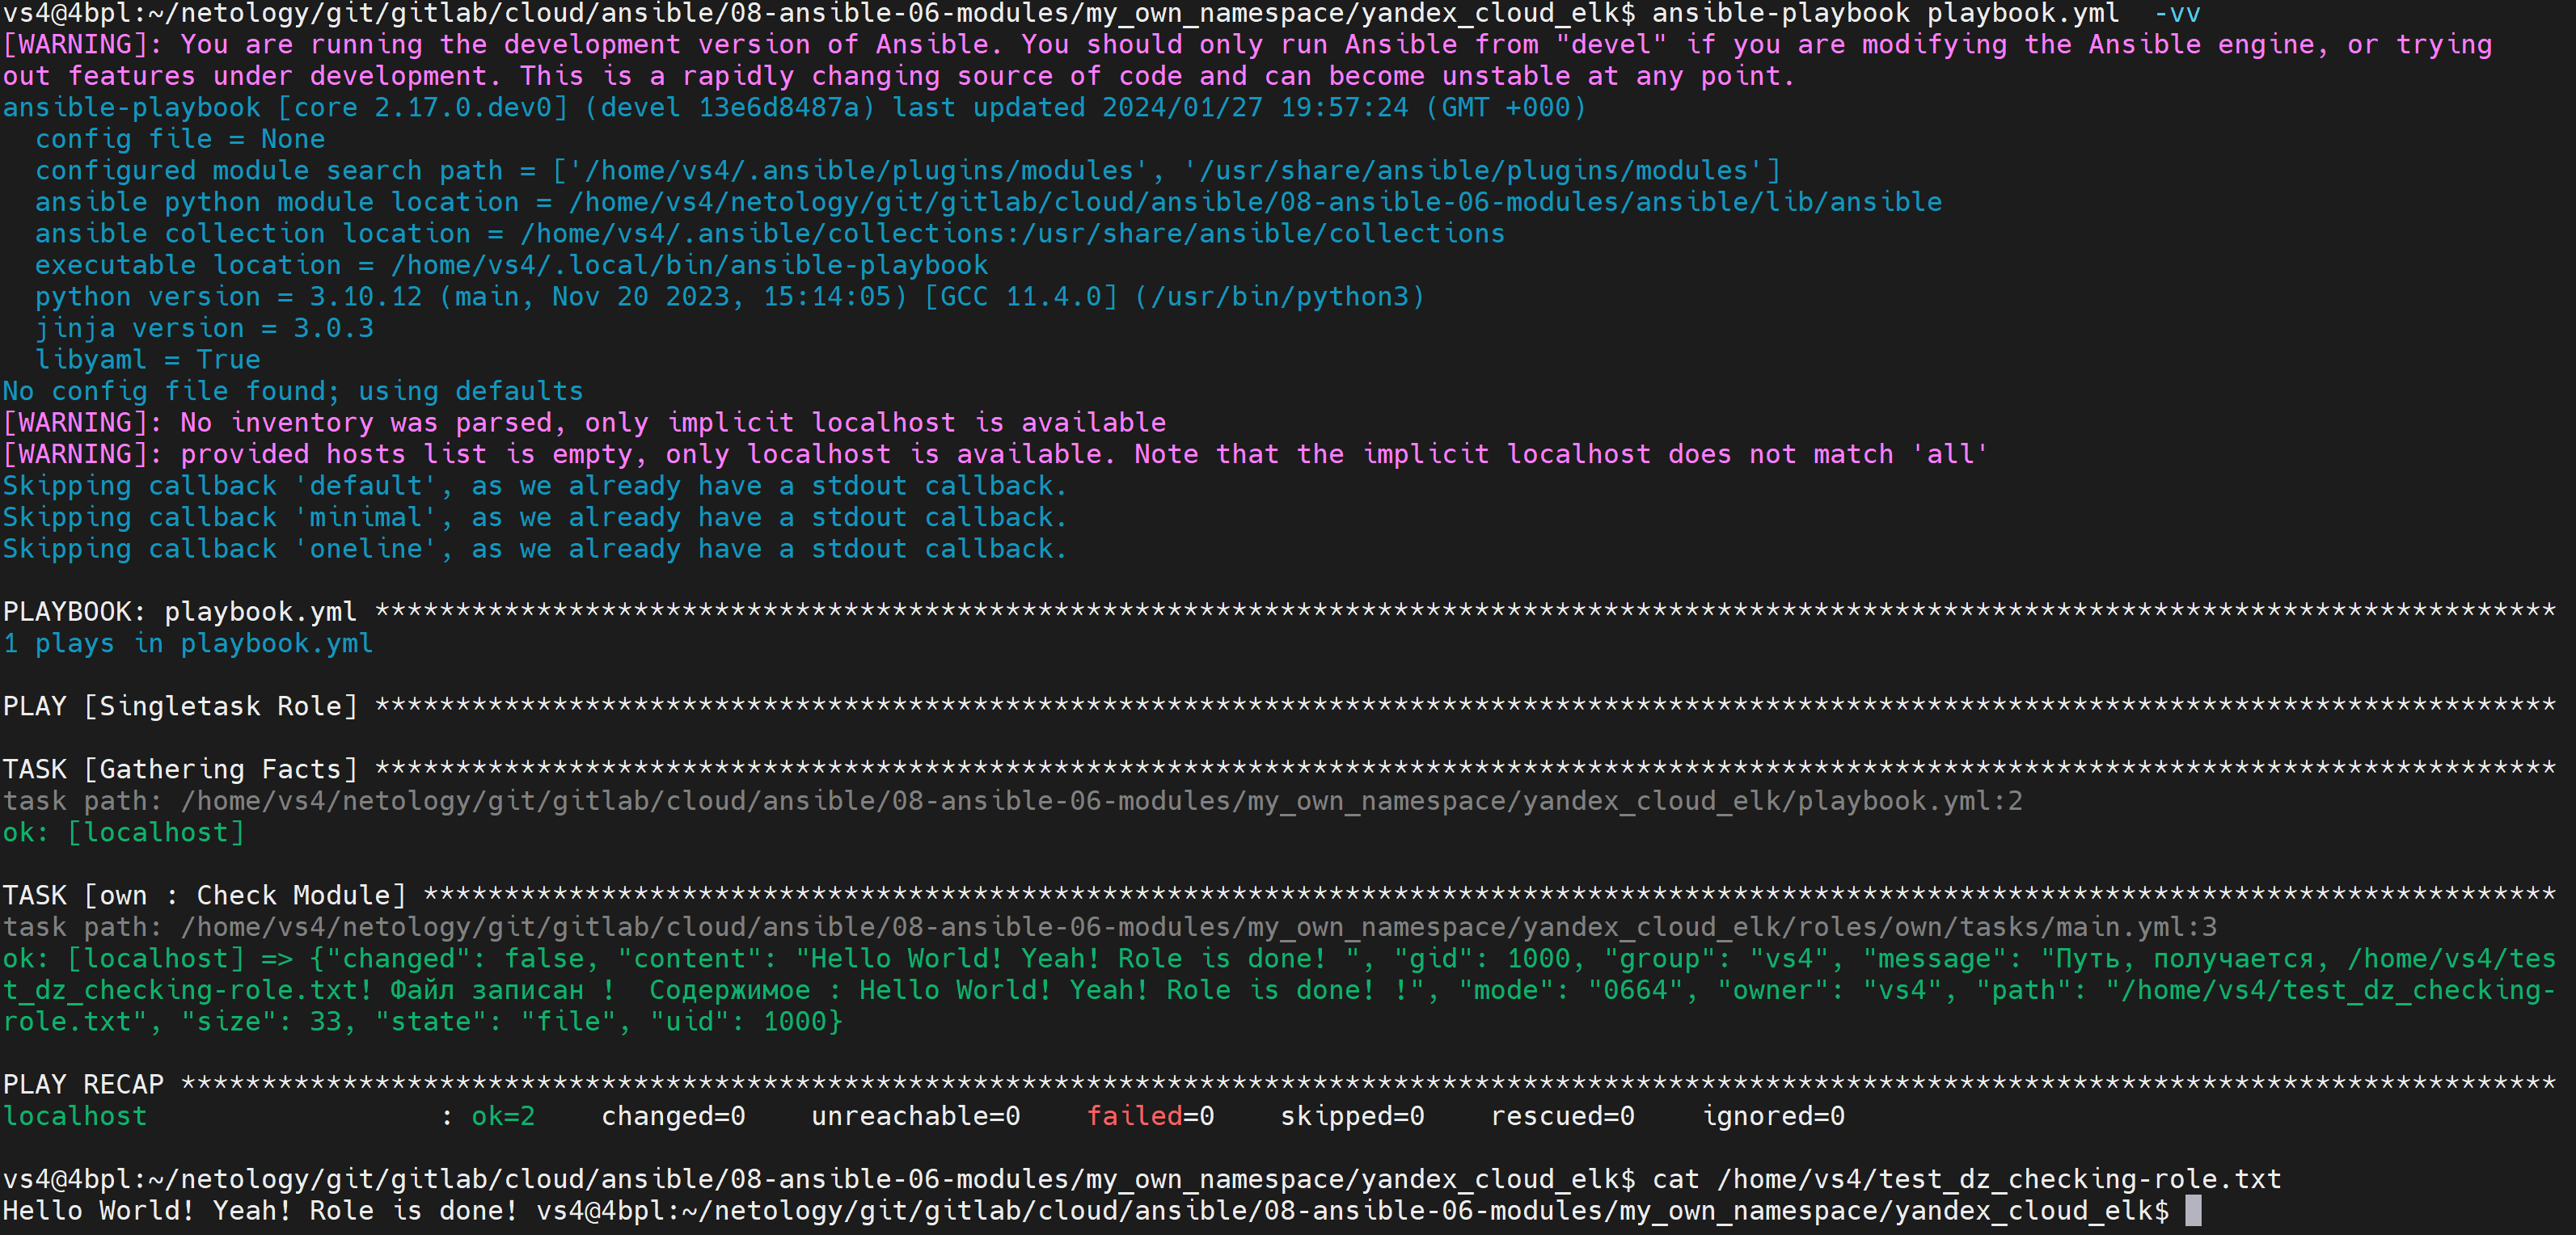 vs4@4bpl:~/netology/git/gitlab/cloud/ansible/08-ansible-06-modules/my_own_namespace/yandex_cloud_elk$ ansible-playbook playbook.yml  -vv
[WARNING]: You are running the development version of Ansible. You should only run Ansible from "devel" if you are modifying the Ansible engine, or trying
out features under development. This is a rapidly changing source of code and can become unstable at any point.
ansible-playbook [core 2.17.0.dev0] (devel 13e6d8487a) last updated 2024/01/27 19:57:24 (GMT +000)
  config file = None
  configured module search path = ['/home/vs4/.ansible/plugins/modules', '/usr/share/ansible/plugins/modules']
  ansible python module location = /home/vs4/netology/git/gitlab/cloud/ansible/08-ansible-06-modules/ansible/lib/ansible
  ansible collection location = /home/vs4/.ansible/collections:/usr/share/ansible/collections
  executable location = /home/vs4/.local/bin/ansible-playbook
  python version = 3.10.12 (main, Nov 20 2023, 15:14:05) [GCC 11.4.0] (/usr/bin/python3)
  jinja version = 3.0.3
  libyaml = True
No config file found; using defaults
[WARNING]: No inventory was parsed, only implicit localhost is available
[WARNING]: provided hosts list is empty, only localhost is available. Note that the implicit localhost does not match 'all'
Skipping callback 'default', as we already have a stdout callback.
Skipping callback 'minimal', as we already have a stdout callback.
Skipping callback 'oneline', as we already have a stdout callback.
PLAYBOOK: playbook.yml ***************************************************************************************************************************************
1 plays in playbook.yml
PLAY [Singletask Role] ***************************************************************************************************************************************
TASK [Gathering Facts] ***************************************************************************************************************************************
task path: /home/vs4/netology/git/gitlab/cloud/ansible/08-ansible-06-modules/my_own_namespace/yandex_cloud_elk/playbook.yml:2
ok: [localhost]
TASK [own : Check Module] ************************************************************************************************************************************
task path: /home/vs4/netology/git/gitlab/cloud/ansible/08-ansible-06-modules/my_own_namespace/yandex_cloud_elk/roles/own/tasks/main.yml:3
ok: [localhost] => {"changed": false, "content": "Hello World! Yeah! Role is done! ", "gid": 1000, "group": "vs4", "message": "Путь, получается, /home/vs4/tes
t_dz_checking-role.txt! Файл записан !  Содержимое : Hello World! Yeah! Role is done! !", "mode": "0664", "owner": "vs4", "path": "/home/vs4/test_dz_checking-
role.txt", "size": 33, "state": "file", "uid": 1000}
PLAY RECAP ***************************************************************************************************************************************************
localhost                  : ok=2    changed=0    unreachable=0    failed=0    skipped=0    rescued=0    ignored=0
vs4@4bpl:~/netology/git/gitlab/cloud/ansible/08-ansible-06-modules/my_own_namespace/yandex_cloud_elk$ cat /home/vs4/test_dz_checking-role.txt
Hello World! Yeah! Role is done! vs4@4bpl:~/netology/git/gitlab/cloud/ansible/08-ansible-06-modules/my_own_namespace/yandex_cloud_elk$